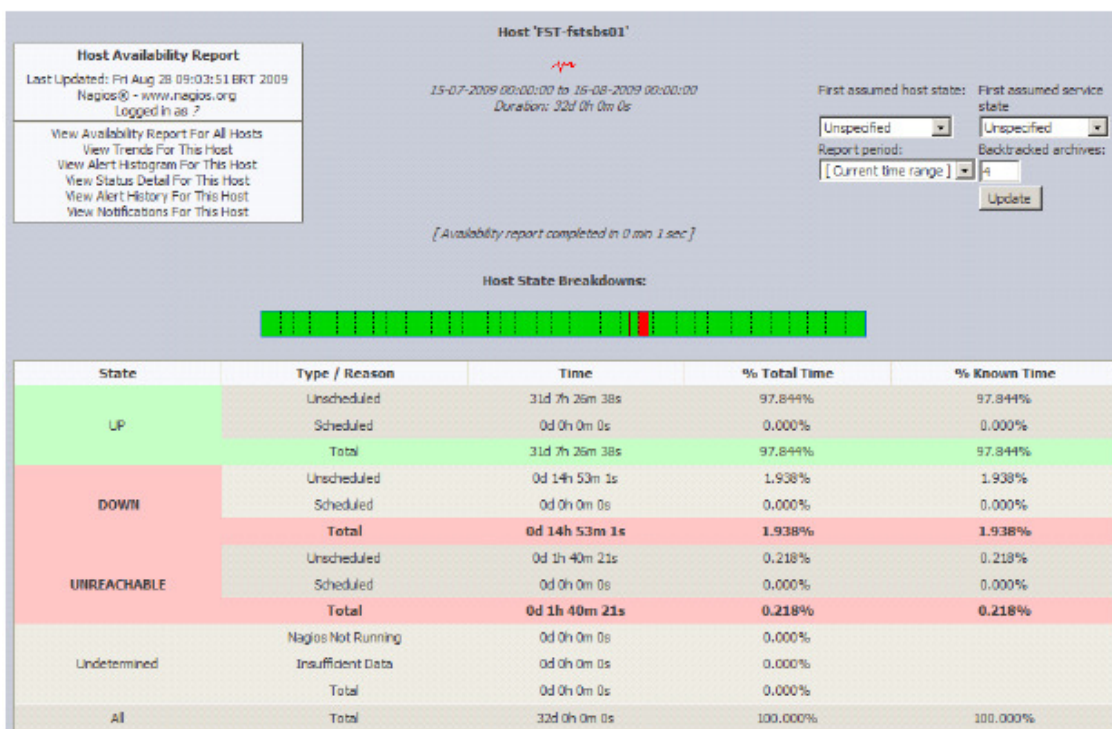 Host 'FST-fstsbs01'
Host Availability Report
Last Updated: Fri Aug 28 09:03:51 BRT 2009
Nagios® - www.nagios.org
Logged in as ?
View Availability Report For All Hosts
View Trends For This Host
View Alert Histogram For This Host
View Status Detail For This Host
View Alert History For This Host
View Notifications For This Host
15-07-2009 00:00:00 to 16-08-2009 00:00:00
Duration: 32d 0h 0m 0s
First assumed host state: First assumed service state
Unspecified Unspecified
Report period: Backtracked archives:
[ Current time range ] 4
Update
[ Availability report completed in 0 min 1 sec ]
Host State Breakdowns:
State Type / Reason Time % Total Time % Known Time
UP Unscheduled 31d 7h 26m 38s 97.844% 97.844%
Scheduled 0d 0h 0m 0s 0.000% 0.000%
Total 31d 7h 26m 38s 97.844% 97.844%
DOWN Unscheduled 0d 14h 53m 1s 1.938% 1.938%
Scheduled 0d 0h 0m 0s 0.000% 0.000%
Total 0d 14h 53m 1s 1.938% 1.938%
UNREACHABLE Unscheduled 0d 1h 40m 21s 0.218% 0.218%
Scheduled 0d 0h 0m 0s 0.000% 0.000%
Total 0d 1h 40m 21s 0.218% 0.218%
Undetermined Nagios Not Running 0d 0h 0m 0s 0.000%
Insufficient Data 0d 0h 0m 0s 0.000%
Total 0d 0h 0m 0s 0.000%
All Total 32d 0h 0m 0s 100.000% 100.000%